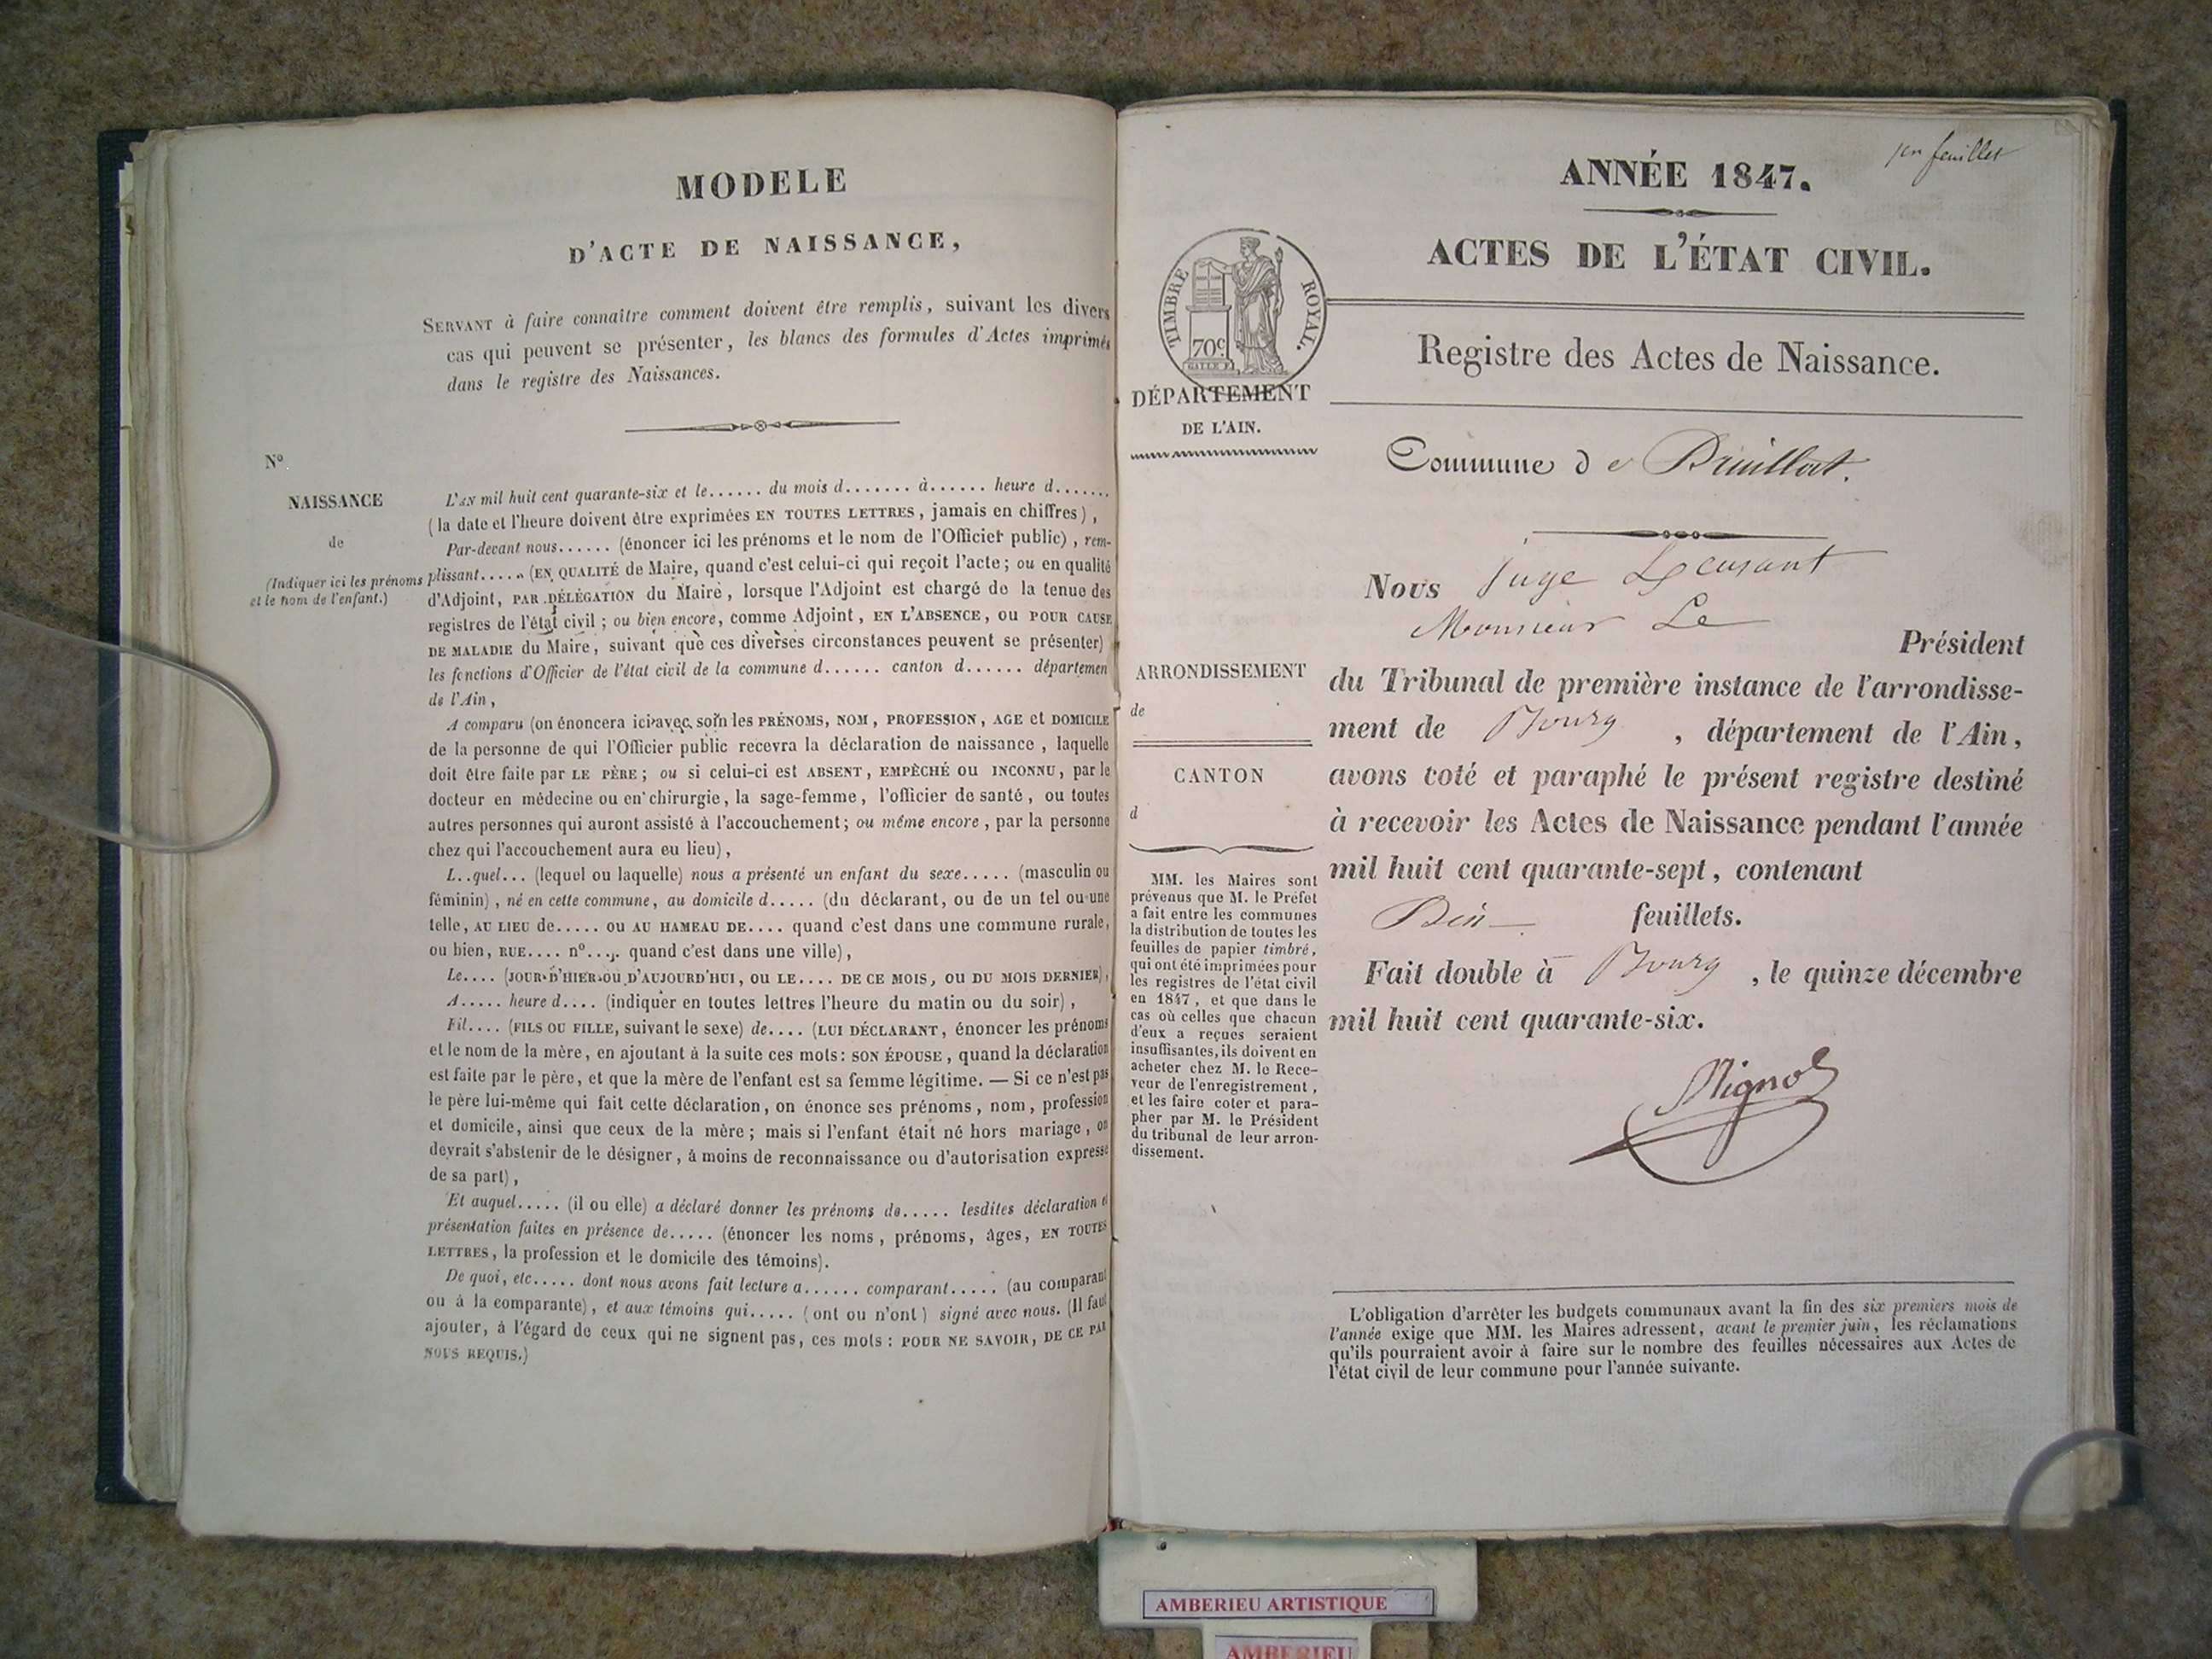 MODELE
D'ACTE DE NAISSANCE,
SERVANT à faire connaître comment doivent être remplis, suivant les divers
cas qui peuvent se présenter, les blancs des formules d'Actes imprimés
dans le registre des Naissances.
N°
NAISSANCE
de
(Indiquer ici les prénoms
et le nom de l'enfant.)
L'AN mil huit cent quarante-six et le...... du mois d....... à...... heure d.......
(la date et l'heure doivent être exprimées EN TOUTES LETTRES, jamais en chiffres),
Par-devant nous...... (énoncer ici les prénoms et le nom de l'Officier public), rem-
plissant..... (EN QUALITÉ de Maire, quand c'est celui-ci qui reçoit l'acte; ou en qualité
d'Adjoint, PAR DÉLÉGATION du Maire, lorsque l'Adjoint est chargé de la tenue des
registres de l'état civil; ou bien encore, comme Adjoint, EN L'ABSENCE, OU POUR CAUSE
DE MALADIE du Maire, suivant que ces diverses circonstances peuvent se présenter)
les fonctions d'Officier de l'état civil de la commune d...... canton d...... départemen
de l'Ain,
A comparu (on énoncera ici avec soin les PRÉNOMS, NOM, PROFESSION, AGE et DOMICILE
de la personne de qui l'Officier public recevra la déclaration de naissance, laquelle
doit être faite par LE PÈRE; ou si celui-ci est ABSENT, EMPÈCHÉ OU INCONNU, par le
docteur en médecine ou en chirurgie, la sage-femme, l'officier de santé, ou toutes
autres personnes qui auront assisté à l'accouchement; ou même encore, par la personne
chez qui l'accouchement aura eu lieu),
L..quel... (lequel ou laquelle) nous a présenté un enfant du sexe..... (masculin ou
féminin), né en cette commune, au domicile d..... (du déclarant, ou de un tel ou une
telle, AU LIEU de..... OU AU HAMEAU DE.... quand c'est dans une commune rurale,
ou bien, RUE.... n°.... quand c'est dans une ville),
Le.... (JOUR D'HIER OU D'AUJOURD'HUI, OU LE.... DE CE MOIS, OU DU MOIS DERNIER),
A..... heure d.... (indiquer en toutes lettres l'heure du matin ou du soir),
Fil.... (FILS OU FILLE, suivant le sexe) de.... (LUI DÉCLARANT, énoncer les prénoms
et le nom de la mère, en ajoutant à la suite ces mots: SON ÉPOUSE, quand la déclaration
est faite par le père, et que la mère de l'enfant est sa femme légitime. — Si ce n'est pas
le père lui-même qui fait cette déclaration, on énonce ses prénoms, nom, profession
et domicile, ainsi que ceux de la mère; mais si l'enfant était né hors mariage, on
devrait s'abstenir de le désigner, à moins de reconnaissance ou d'autorisation expresse
de sa part),
Et auquel..... (il ou elle) a déclaré donner les prénoms de..... lesdites déclaration et
présentation faites en présence de..... (énoncer les noms, prénoms, âges, EN TOUTES
LETTRES, la profession et le domicile des témoins).
De quoi, etc..... dont nous avons fait lecture a...... comparant..... (au comparant
ou à la comparante), et aux témoins qui..... (ont ou n'ont) signé avec nous. (Il faut
ajouter, à l'égard de ceux qui ne signent pas, ces mots: POUR NE SAVOIR, DE CE PAR
NOUS REQUIS.)
1er feuillet
ANNÉE 1847.
ACTES DE L'ÉTAT CIVIL.
TIMBRE ROYAL.
70c
DÉPARTEMENT
DE L'AIN.
Registre des Actes de Naissance.
Commune de Druillat.
Nous Juge
Monsieur Le
Président
du Tribunal de première instance de l'arrondisse-
ment de Bourg, département de l'Ain,
avons coté et paraphé le présent registre destiné
à recevoir les Actes de Naissance pendant l'année
mil huit cent quarante-sept, contenant
feuillets.
Fait double à Bourg, le quinze décembre
mil huit cent quarante-six.
ARRONDISSEMENT
de
CANTON
d
MM. les Maires sont
prévenus que M. le Préfet
a fait entre les communes
la distribution de toutes les
feuilles de papier timbré,
qui ont été imprimées pour
les registres de l'état civil
en 1847, et que dans le
cas où celles que chacun
d'eux a reçues seraient
insuffisantes, ils doivent en
acheter chez M. le Rece-
veur de l'enregistrement,
et les faire coter et para-
pher par M. le Président
du tribunal de leur arron-
dissement.
L'obligation d'arrêter les budgets communaux avant la fin des six premiers mois de
l'année exige que MM. les Maires adressent, avant le premier juin, les réclamations
qu'ils pourraient avoir à faire sur le nombre des feuilles nécessaires aux Actes de
l'état civil de leur commune pour l'année suivante.
AMBERIEU ARTISTIQUE
AMBERIEU